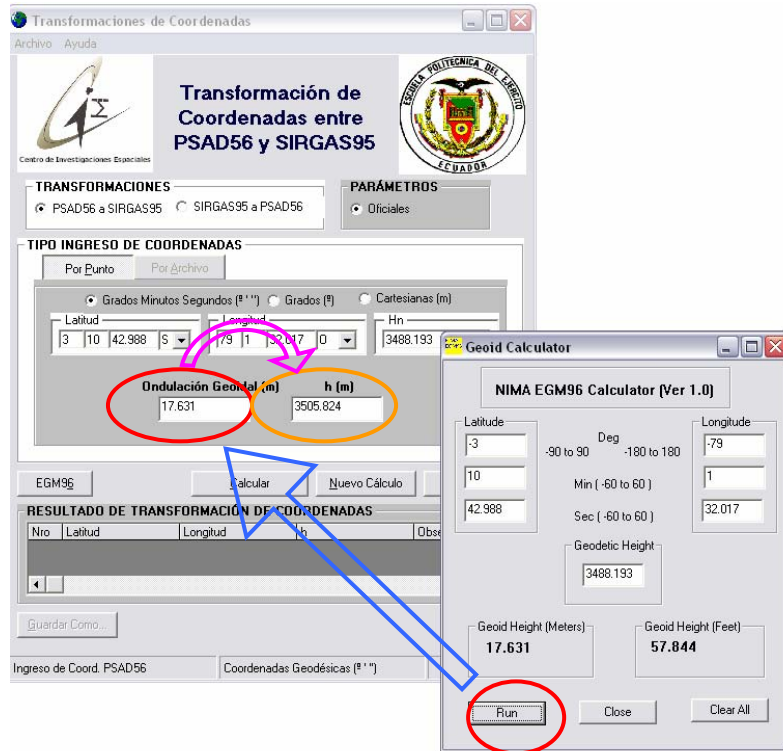 Transformaciones de Coordenadas
Archivo Ayuda
Centro de Investigaciones Espaciales
Transformación de
Coordenadas entre
PSAD56 y SIRGAS95
ESCUELA POLITECNICA DEL EJERCITO
ECUADOR
TRANSFORMACIONES
PSAD56 a SIRGAS95 SIRGAS95 a PSAD56
PARÁMETROS
Oficiales
TIPO INGRESO DE COORDENADAS
Por Punto Por Archivo
Grados Minutos Segundos (º ' '') Grados (º) Cartesianas (m)
Latitud Longitud Hn
3 10 42.988 S 79 1 32.017 O 3488.193
Ondulación Geoidal (m) h (m)
17.631 3505.824
EGM96 Calcular Nuevo Cálculo
RESULTADO DE TRANSFORMACIÓN DE COORDENADAS
Nro Latitud Longitud h
Guardar Como...
Ingreso de Coord. PSAD56 Coordenadas Geodésicas (º ' '')
Geoid Calculator
NIMA EGM96 Calculator (Ver 1.0)
Latitude Longitude
-3 -90 to 90 Deg -180 to 180 -79
10 Min ( -60 to 60 ) 1
42.988 Sec ( -60 to 60 ) 32.017
Geodetic Height
3488.193
Geoid Height (Meters) Geoid Height (Feet)
17.631 57.844
Run Close Clear All